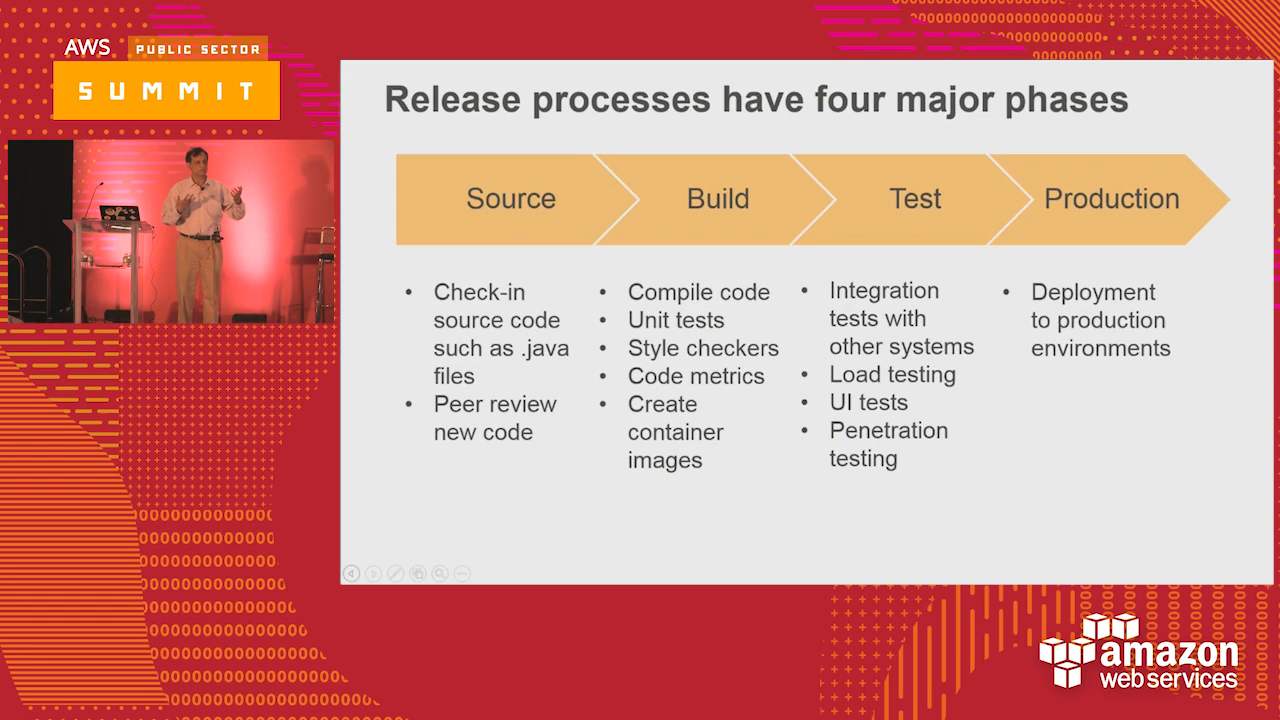 AWS PUBLIC SECTOR
SUMMIT
Release processes have four major phases
Source
Build
Test
Production
• Check-in
source code
such as .java
files
• Peer review
new code
• Compile code
• Unit tests
• Style checkers
• Code metrics
• Create
container
images
• Integration
tests with
other systems
• Load testing
• UI tests
• Penetration
testing
• Deployment
to production
environments
amazon
web services